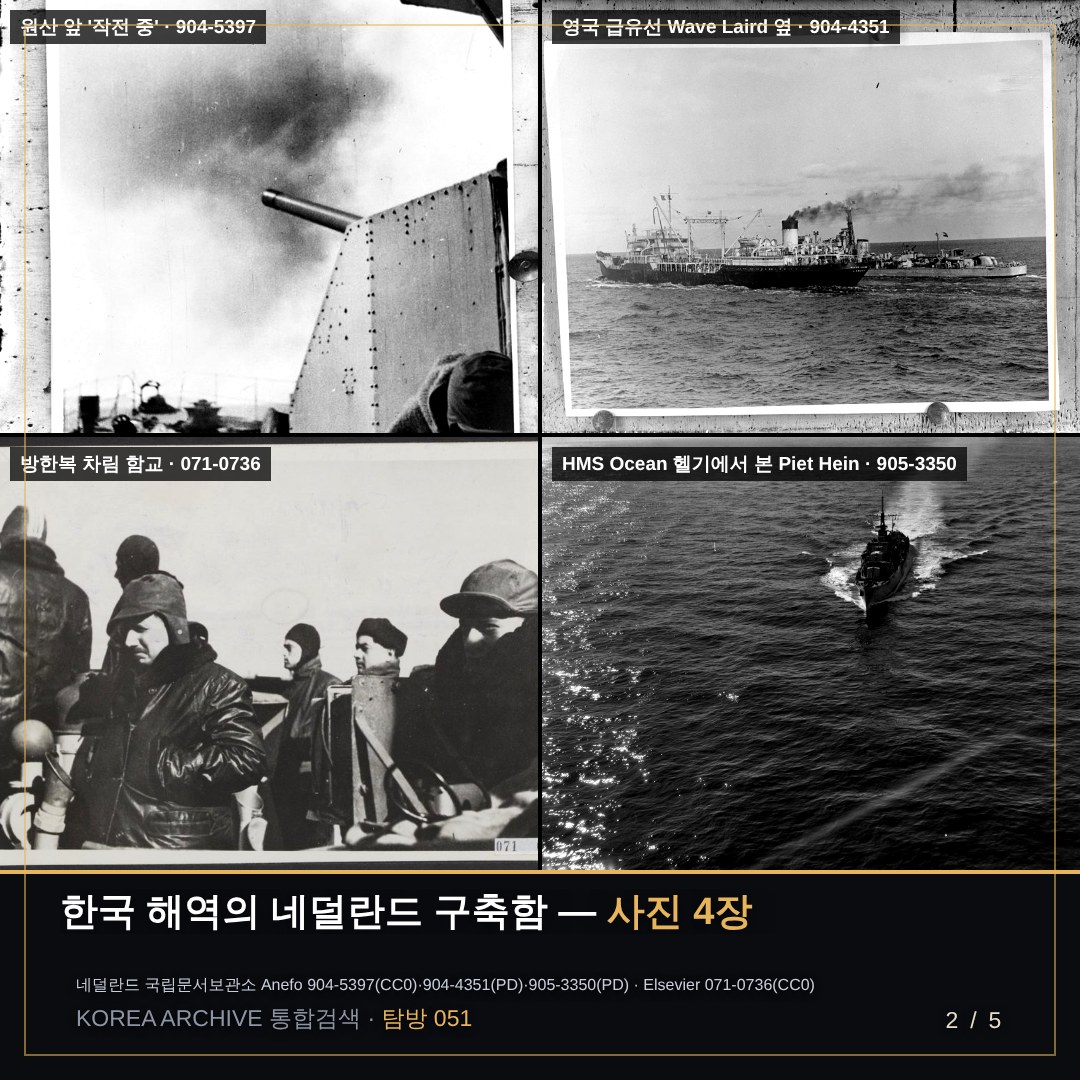 원산 앞 '작전 중' · 904-5397
영국 급유선 Wave Laird 옆 · 904-4351
방한복 차림 함교 · 071-0736
HMS Ocean 헬기에서 본 Piet Hein · 905-3350
071
한국 해역의 네덜란드 구축함 — 사진 4장
네덜란드 국립문서보관소 Anefo 904-5397(CC0)·904-4351(PD)·905-3350(PD) · Elsevier 071-0736(CC0)
KOREA ARCHIVE 통합검색 · 탐방 051
2 / 5